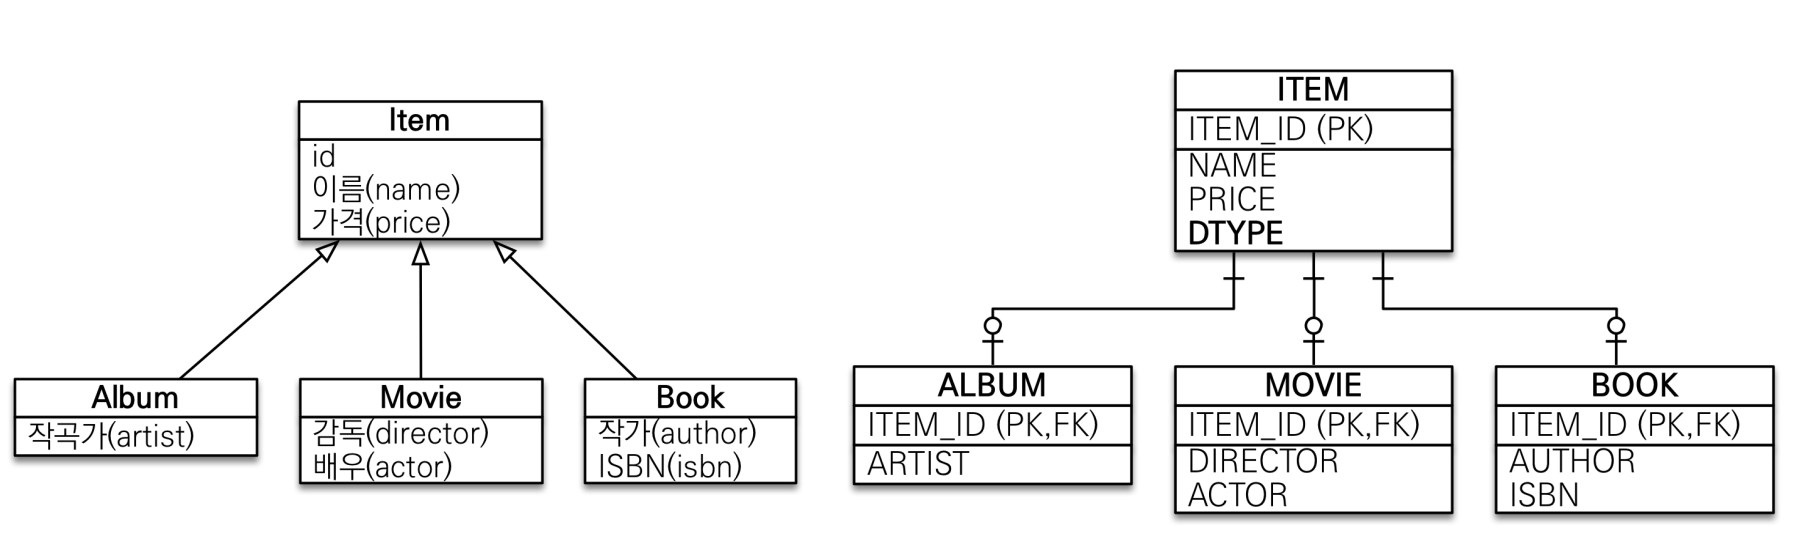 Item
id
이름(name)
가격(price)
Album
작곡가(artist)
Movie
감독(director)
배우(actor)
Book
작가(author)
ISBN(isbn)
ITEM
ITEM_ID (PK)
NAME
PRICE
DTYPE
ALBUM
ITEM_ID (PK,FK)
ARTIST
MOVIE
ITEM_ID (PK,FK)
DIRECTOR
ACTOR
BOOK
ITEM_ID (PK,FK)
AUTHOR
ISBN